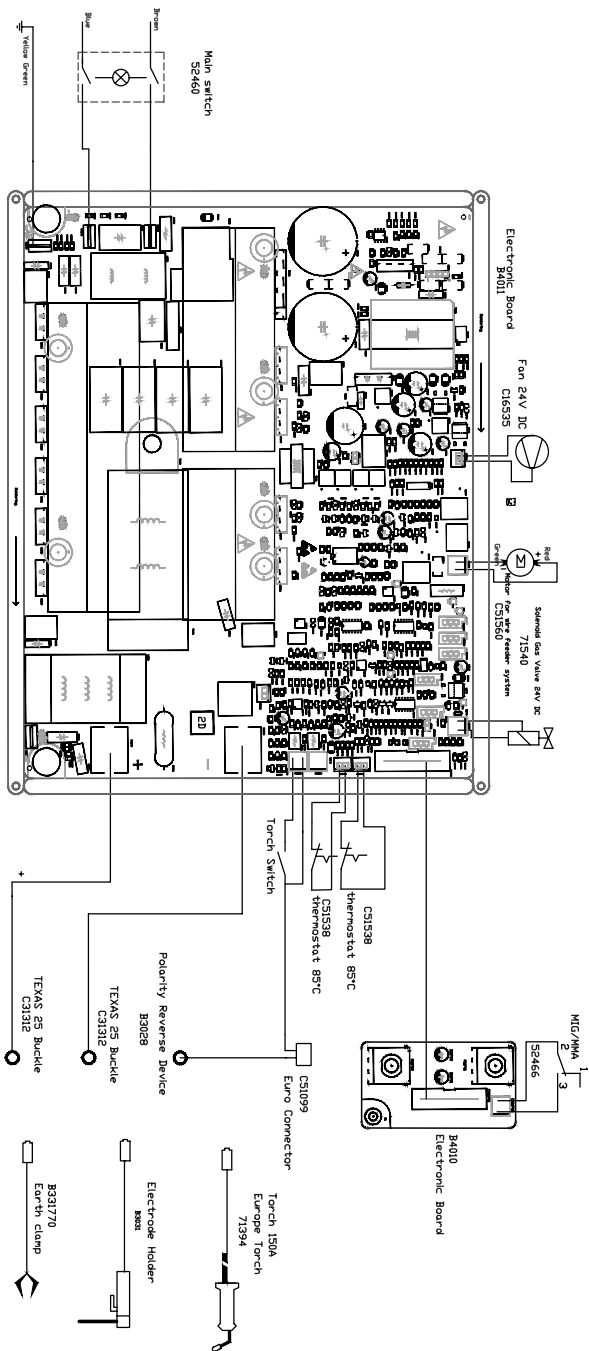 Main switch
52460
Brown
Blue
Yellow Green
Electronic Board
B4011
Fan 24V DC
C16535
Red
+
Green
Motor for wire feeder system
C51560
Solenoid Gas Valve 24V DC
71540
2D
+
-
Torch Switch
C51538
thermostat 85°C
C51538
thermostat 85°C
MIG/MMA
1
2
3
52466
B4010
Electronic Board
C51099
Euro Connector
Polarity Reverse Device
B3028
TEXAS 25 Buckle
C31312
+
TEXAS 25 Buckle
C31312
Torch 150A
Europe Torch
71394
Electrode Holder
B3031
B331770
Earth clamp